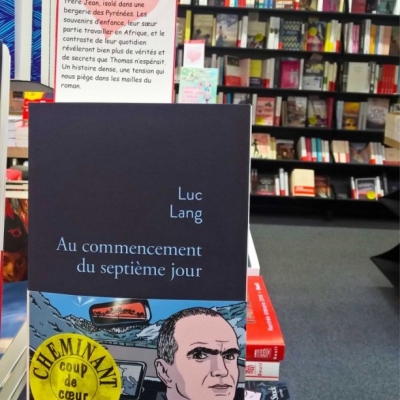 frère Jean, isolé dans une
bergerie des Pyrénées. Les
souvenirs d'enfance, leur sœur
partie travailler en Afrique, et le
contraste de leur quotidien
révéleront bien plus de vérités et
de secrets que Thomas n'espérait.
Un histoire dense, une tension qui
nous piège dans les mailles du
roman.
Luc
Lang
Au commencement
du septième jour
CHEMINANT
coup
de
cœur